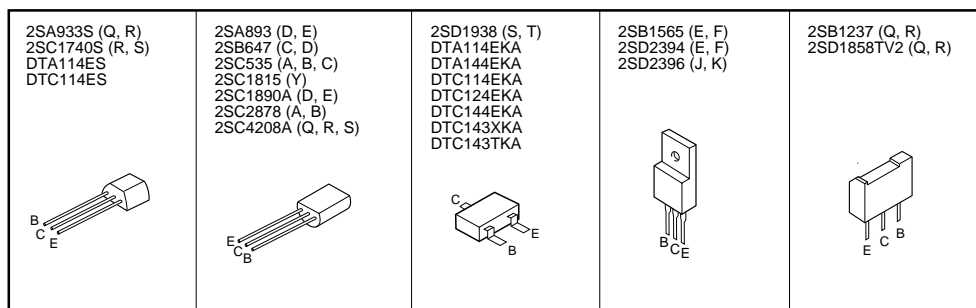 2SA933S (Q, R)
2SC1740S (R, S)
DTA114ES
DTC114ES
B
C
E
2SA893 (D, E)
2SB647 (C, D)
2SC535 (A, B, C)
2SC1815 (Y)
2SC1890A (D, E)
2SC2878 (A, B)
2SC4208A (Q, R, S)
E
C
B
2SD1938 (S, T)
DTA114EKA
DTA144EKA
DTC114EKA
DTC124EKA
DTC144EKA
DTC143XKA
DTC143TKA
C
E
B
2SB1565 (E, F)
2SD2394 (E, F)
2SD2396 (J, K)
B C E
2SB1237 (Q, R)
2SD1858TV2 (Q, R)
E C B